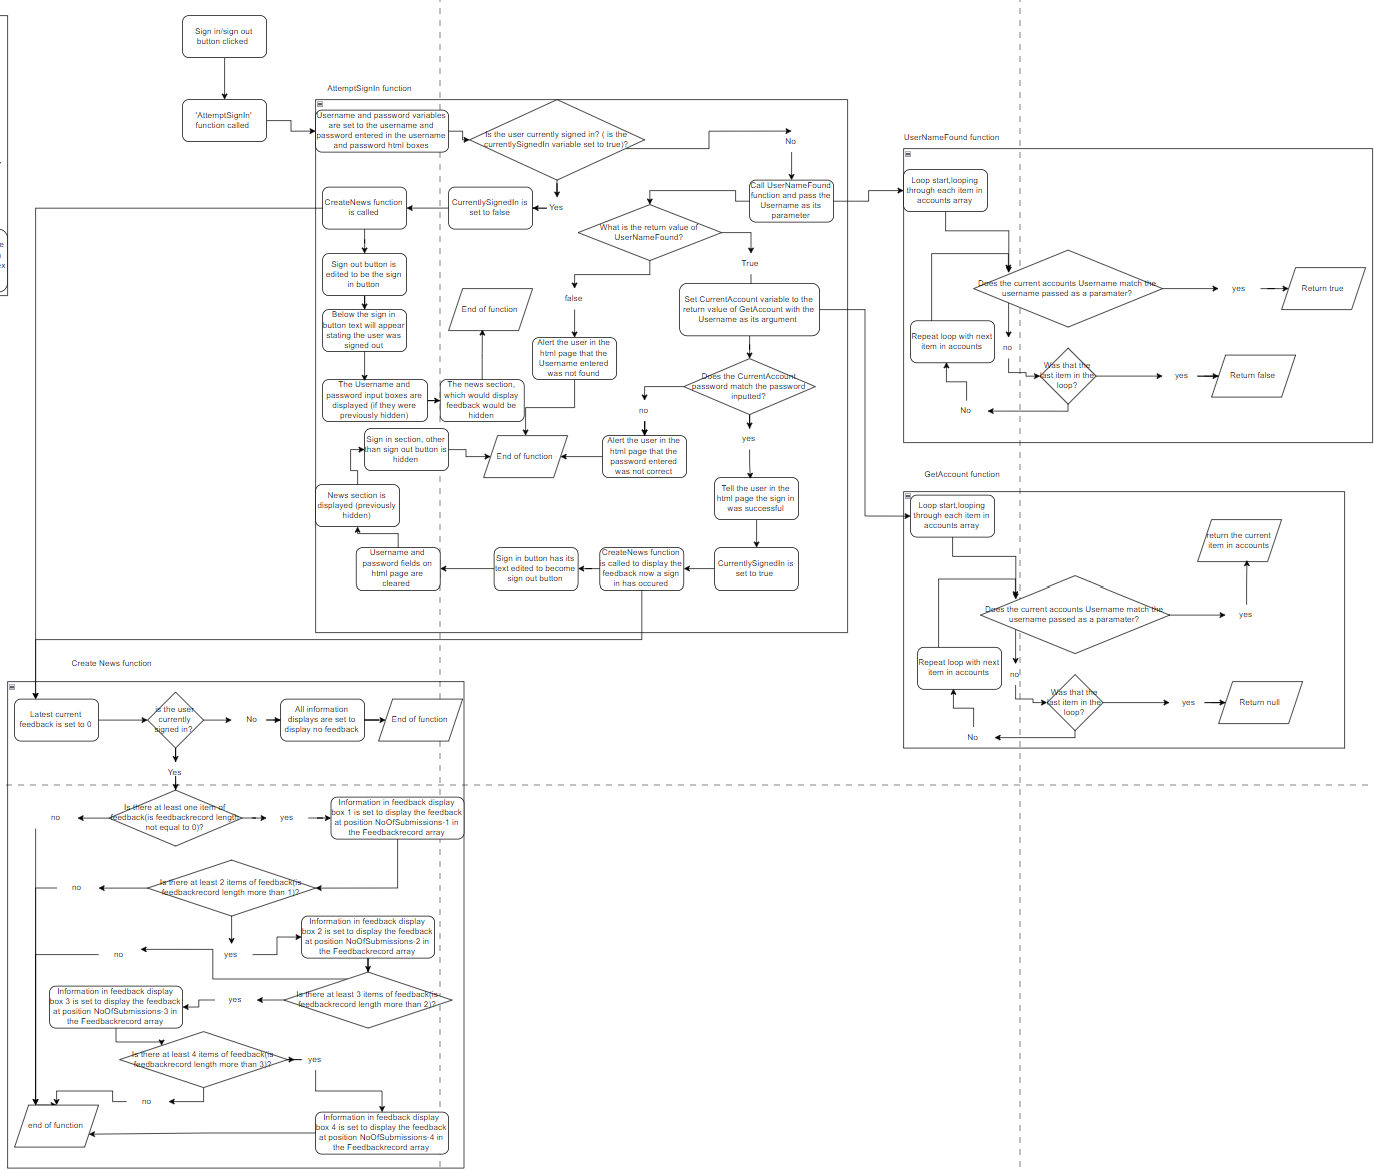 Sign in/sign out
button clicked
'AttemptSignIn'
function called
AttemptSignIn function
Username and password variables
are set to the username and
password entered in the username
and password html boxes
Is the user currently signed in? ( is the
currentlySignedIn variable set to true)?
No
Yes
CurrentlySignedIn is
set to false
CreateNews function
is called
Sign out button is
edited to be the sign
in button
Below the sign in
button text will appear
stating the user was
signed out
The Username and
password input boxes are
displayed (if they were
previously hidden)
The news section,
which would display
feedback would be
hidden
End of function
Call UserNameFound
function and pass the
Username as its
parameter
What is the return value of
UserNameFound?
True
false
Alert the user in the
html page that the
Username entered
was not found
Set CurrentAccount variable to the
return value of GetAccount with the
Username as its argument
Does the CurrentAccount
password match the password
inputted?
no
yes
Alert the user in the
html page that the
password entered
was not correct
End of function
Tell the user in the
html page the sign in
was successful
CurrentlySignedIn is
set to true
CreateNews function
is called to display the
feedback now a sign
in has occured
Sign in button has its
text edited to become
sign out button
Username and
password fields on
html page are
cleared
News section is
displayed (previously
hidden)
Sign in section, other
than sign out button is
hidden
UserNameFound function
Loop start,looping
through each item in
accounts array
Does the current accounts Username match the
username passed as a paramater?
yes
Return true
no
Was that the
last item in the
loop?
yes
Return false
No
Repeat loop with next
item in accounts
GetAccount function
Loop start,looping
through each item in
accounts array
Does the current accounts Username match the
username passed as a paramater?
yes
return the current
item in accounts
no
Was that the
last item in the
loop?
yes
Return null
No
Repeat loop with next
item in accounts
Create News function
Latest current
feedback is set to 0
is the user
currently
signed in?
No
All information
displays are set to
display no feedback
End of function
Yes
Is there at least one item of
feedback(is feedbackrecord length
not equal to 0)?
no
yes
Information in feedback display
box 1 is set to display the feedback
at position NoOfSubmissions-1 in
the Feedbackrecord array
Is there at least 2 items of feedback(is
feedbackrecord length more than 1)?
no
yes
Information in feedback display
box 2 is set to display the feedback
at position NoOfSubmissions-2 in
the Feedbackrecord array
Is there at least 3 items of feedback(is
feedbackrecord length more than 2)?
no
yes
Information in feedback display
box 3 is set to display the feedback
at position NoOfSubmissions-3 in
the Feedbackrecord array
Is there at least 4 items of feedback(is
feedbackrecord length more than 3)?
yes
no
Information in feedback display
box 4 is set to display the feedback
at position NoOfSubmissions-4 in
the Feedbackrecord array
end of function